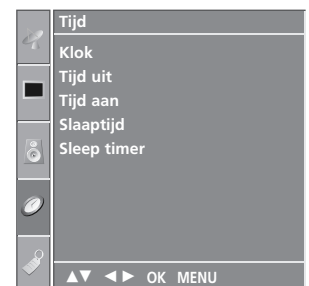 Tijd
Klok
Tijd uit
Tijd aan
Slaaptijd
Sleep timer
▲▼ ◄► OK MENU